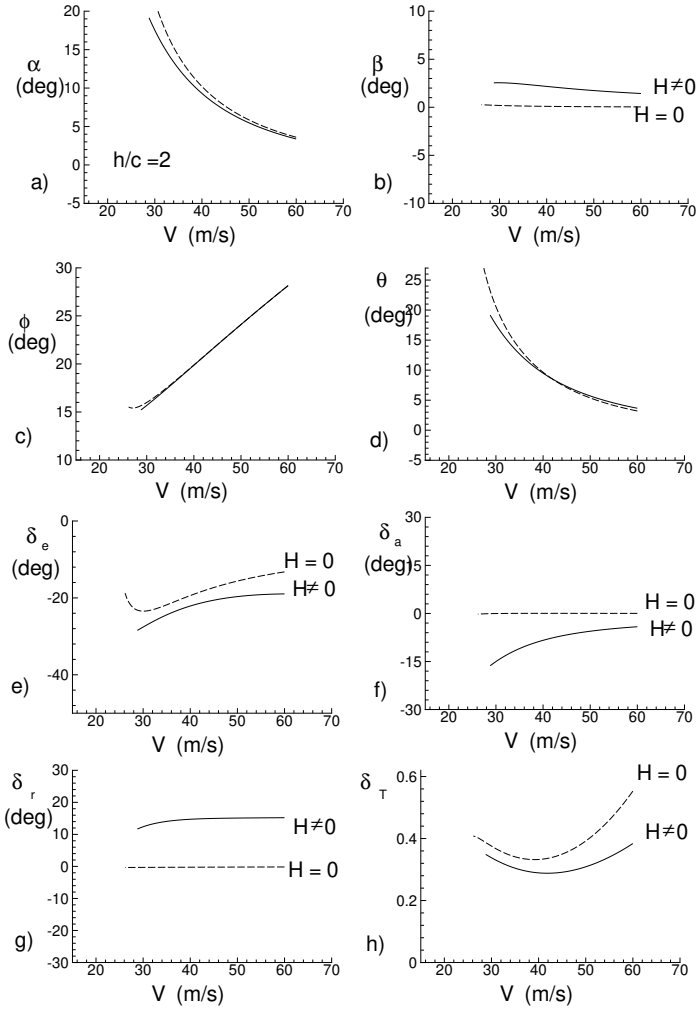 20
15
10
5
0
-5
α
(deg)
h/c =2
a)
20 30 40 50 60 70
V (m/s)
10
5
0
-5
-10
β
(deg)
H≠0
H = 0
b)
20 30 40 50 60 70
V (m/s)
30
25
20
15
10
ϕ
(deg)
c)
20 30 40 50 60 70
V (m/s)
25
20
15
10
5
0
-5
θ
(deg)
d)
20 30 40 50 60 70
V (m/s)
0
-20
-40
δ e
(deg)
H = 0
H≠ 0
e)
20 30 40 50 60 70
V (m/s)
30
15
0
-15
-30
δ a
(deg)
H = 0
H≠ 0
f)
20 30 40 50 60 70
V (m/s)
30
20
10
0
-10
-20
-30
δ r
(deg)
H≠0
H = 0
g)
20 30 40 50 60 70
V (m/s)
0.6
0.4
0.2
0
δ T
H = 0
H≠0
h)
20 30 40 50 60 70
V (m/s)